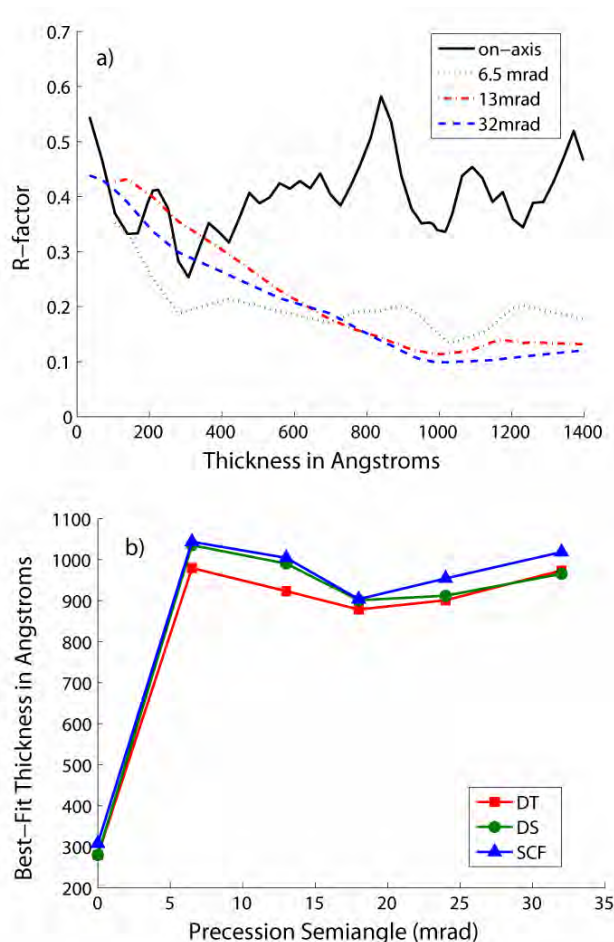 a)
on-axis
6.5 mrad
13mrad
32mrad
R-factor
0.7
0.6
0.5
0.4
0.3
0.2
0.1
0
0 200 400 600 800 1000 1200 1400
Thickness in Angstroms
b)
Best-Fit Thickness in Angstroms
1100
1000
900
800
700
600
500
400
300
200
DT
DS
SCF
0 5 10 15 20 25 30 35
Precession Semiangle (mrad)